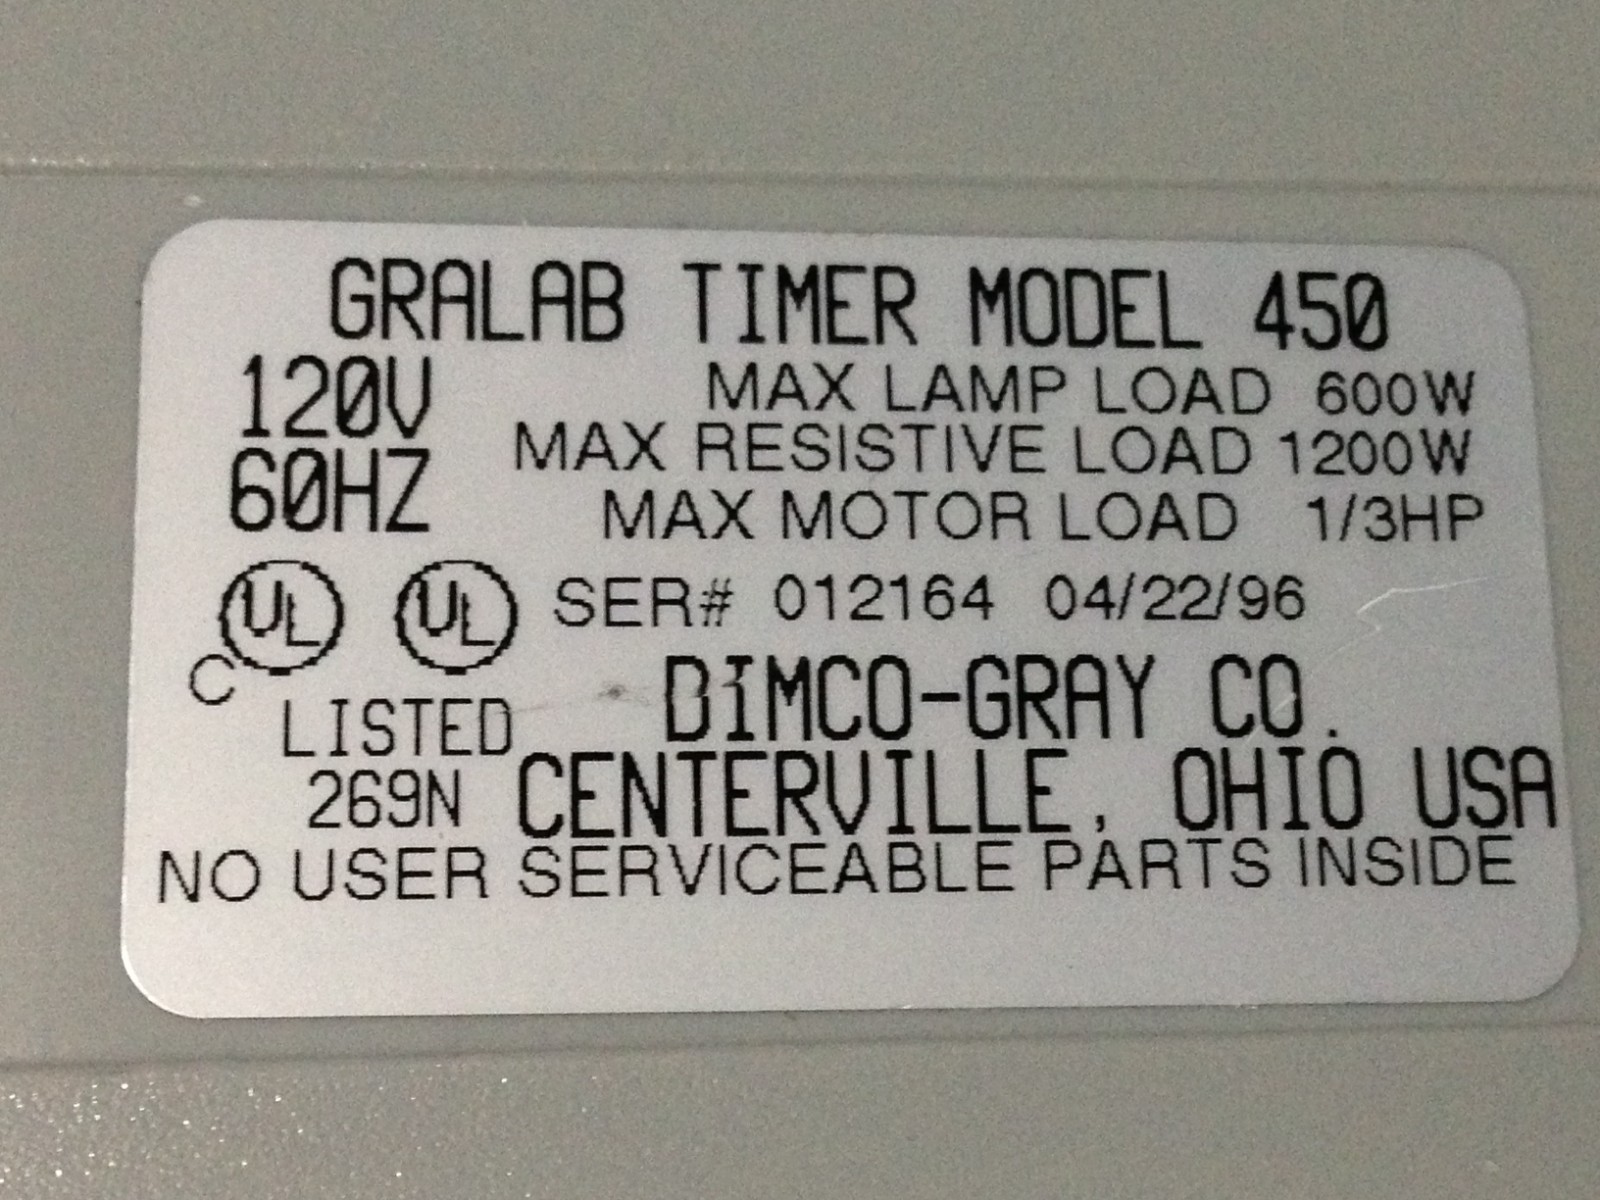 GRALAB TIMER MODEL 450
120V MAX LAMP LOAD 600W
60HZ MAX RESISTIVE LOAD 1200W
MAX MOTOR LOAD 1/3HP
C UL UL SER# 012164 04/22/96
LISTED DIMCO-GRAY CO.
269N CENTERVILLE, OHIO USA
NO USER SERVICEABLE PARTS INSIDE